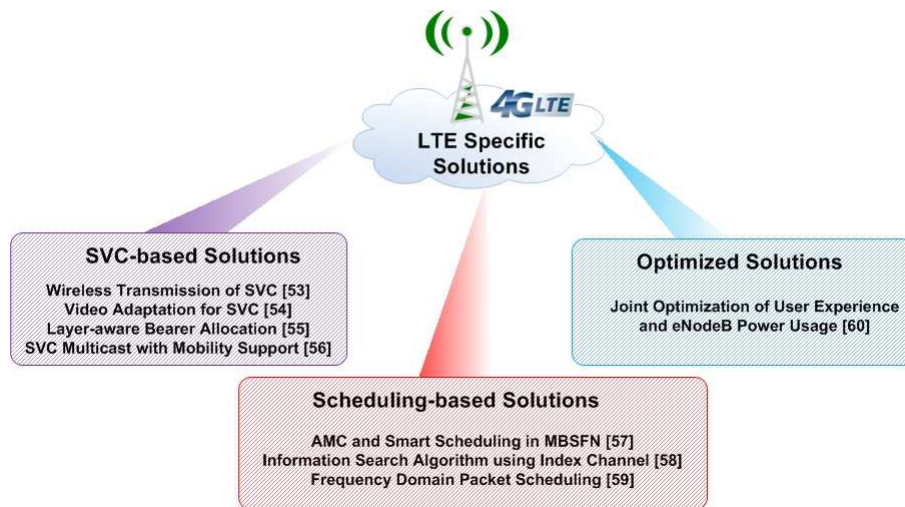 4G LTE
LTE Specific
Solutions
SVC-based Solutions
Wireless Transmission of SVC [53]
Video Adaptation for SVC [54]
Layer-aware Bearer Allocation [55]
SVC Multicast with Mobility Support [56]
Optimized Solutions
Joint Optimization of User Experience
and eNodeB Power Usage [60]
Scheduling-based Solutions
AMC and Smart Scheduling in MBSFN [57]
Information Search Algorithm using Index Channel [58]
Frequency Domain Packet Scheduling [59]